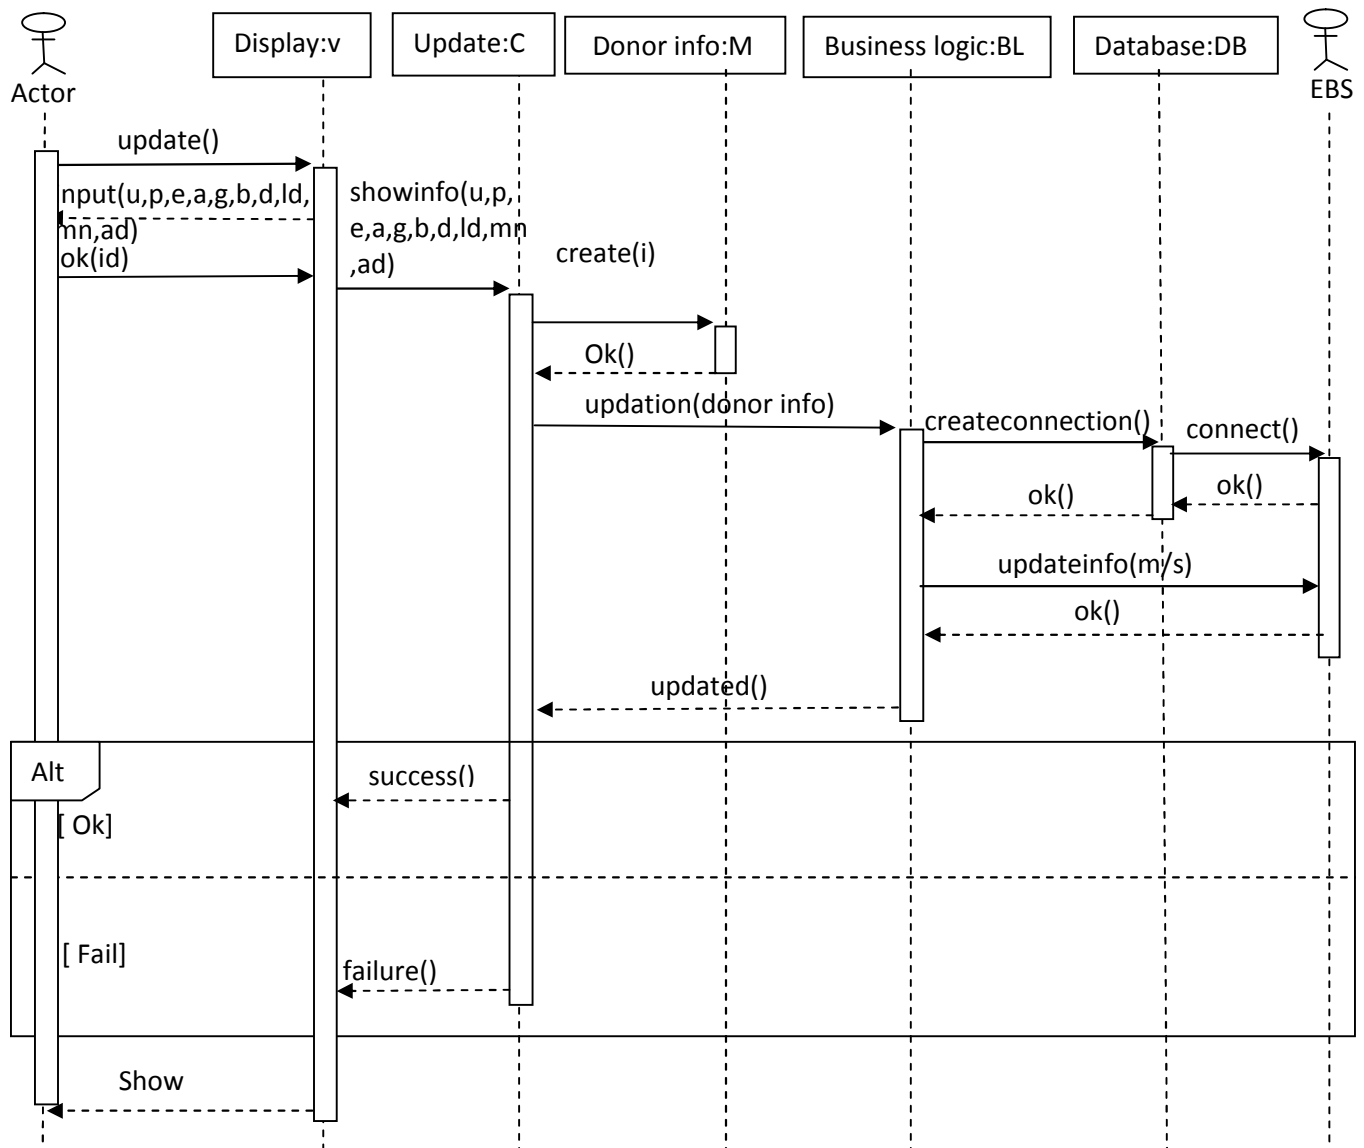 Display:v
Update:C
Donor info:M
Business logic:BL
Database:DB
Actor
EBS
update()
nput(u,p,e,a,g,b,d,ld,
mn,ad)
showinfo(u,p,
e,a,g,b,d,ld,mn
,ad)
ok(id)
create(i)
Ok()
updation(donor info)
createconnection()
connect()
ok()
ok()
updateinfo(m/s)
ok()
updated()
Alt
success()
[ Ok]
[ Fail]
failure()
Show